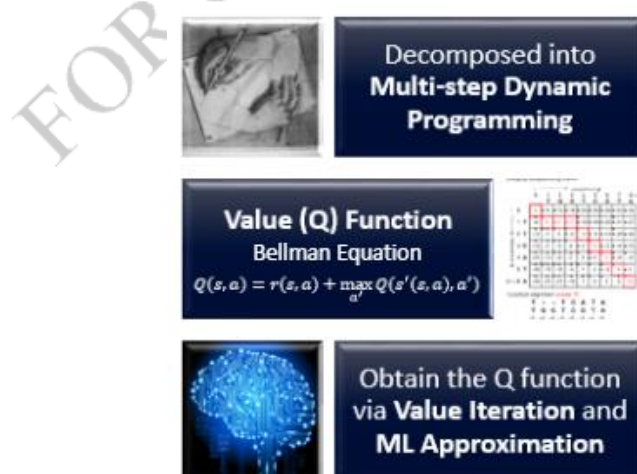 FOR
Decomposed into
Multi-step Dynamic
Programming
Value (Q) Function
Bellman Equation
Q(s,a) = r(s,a) + max Q(s'(s,a),a')
a'
Obtain the Q function
via Value Iteration and
ML Approximation